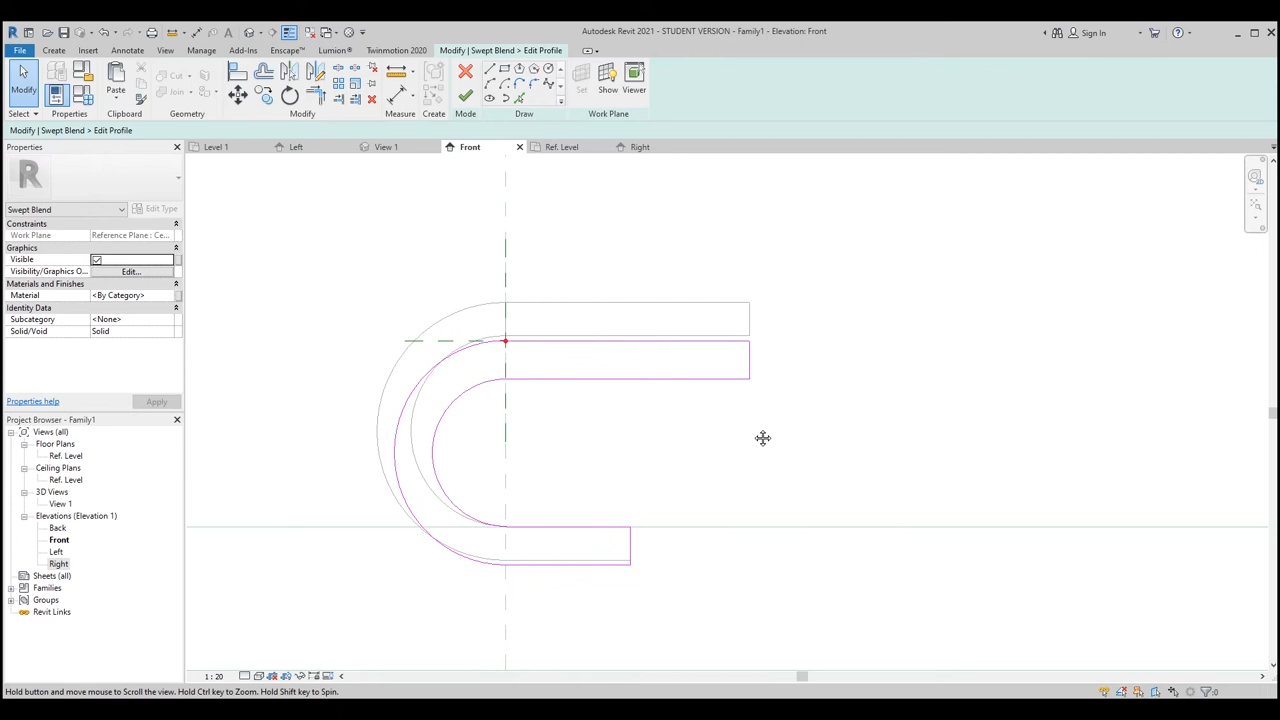 Autodesk Revit 2021 - STUDENT VERSION - Family1 - Elevation: Front
Sign In
File Create Insert Annotate View Manage Add-Ins Enscape™ Lumion® Twinmotion 2020 Modify | Swept Blend > Edit Profile
Modify
Paste
Cut
Join
Set
Show
Viewer
Select Properties Clipboard Geometry Modify Measure Create Mode Draw Work Plane
Modify | Swept Blend > Edit Profile
Properties
Level 1
Left
View 1
Front
Ref. Level
Right
R
Swept Blend
Edit Type
Constraints
Work Plane Reference Plane : Ce...
Graphics
Visible
Visibility/Graphics O... Edit...
Materials and Finishes
Material <By Category>
Identity Data
Subcategory <None>
Solid/Void Solid
Properties help
Apply
Project Browser - Family1
Views (all)
Floor Plans
Ref. Level
Ceiling Plans
Ref. Level
3D Views
View 1
Elevations (Elevation 1)
Back
Front
Left
Right
Sheets (all)
Families
Groups
Revit Links
1 : 20
Hold button and move mouse to Scroll the view. Hold Ctrl key to Zoom. Hold Shift key to Spin.
:0